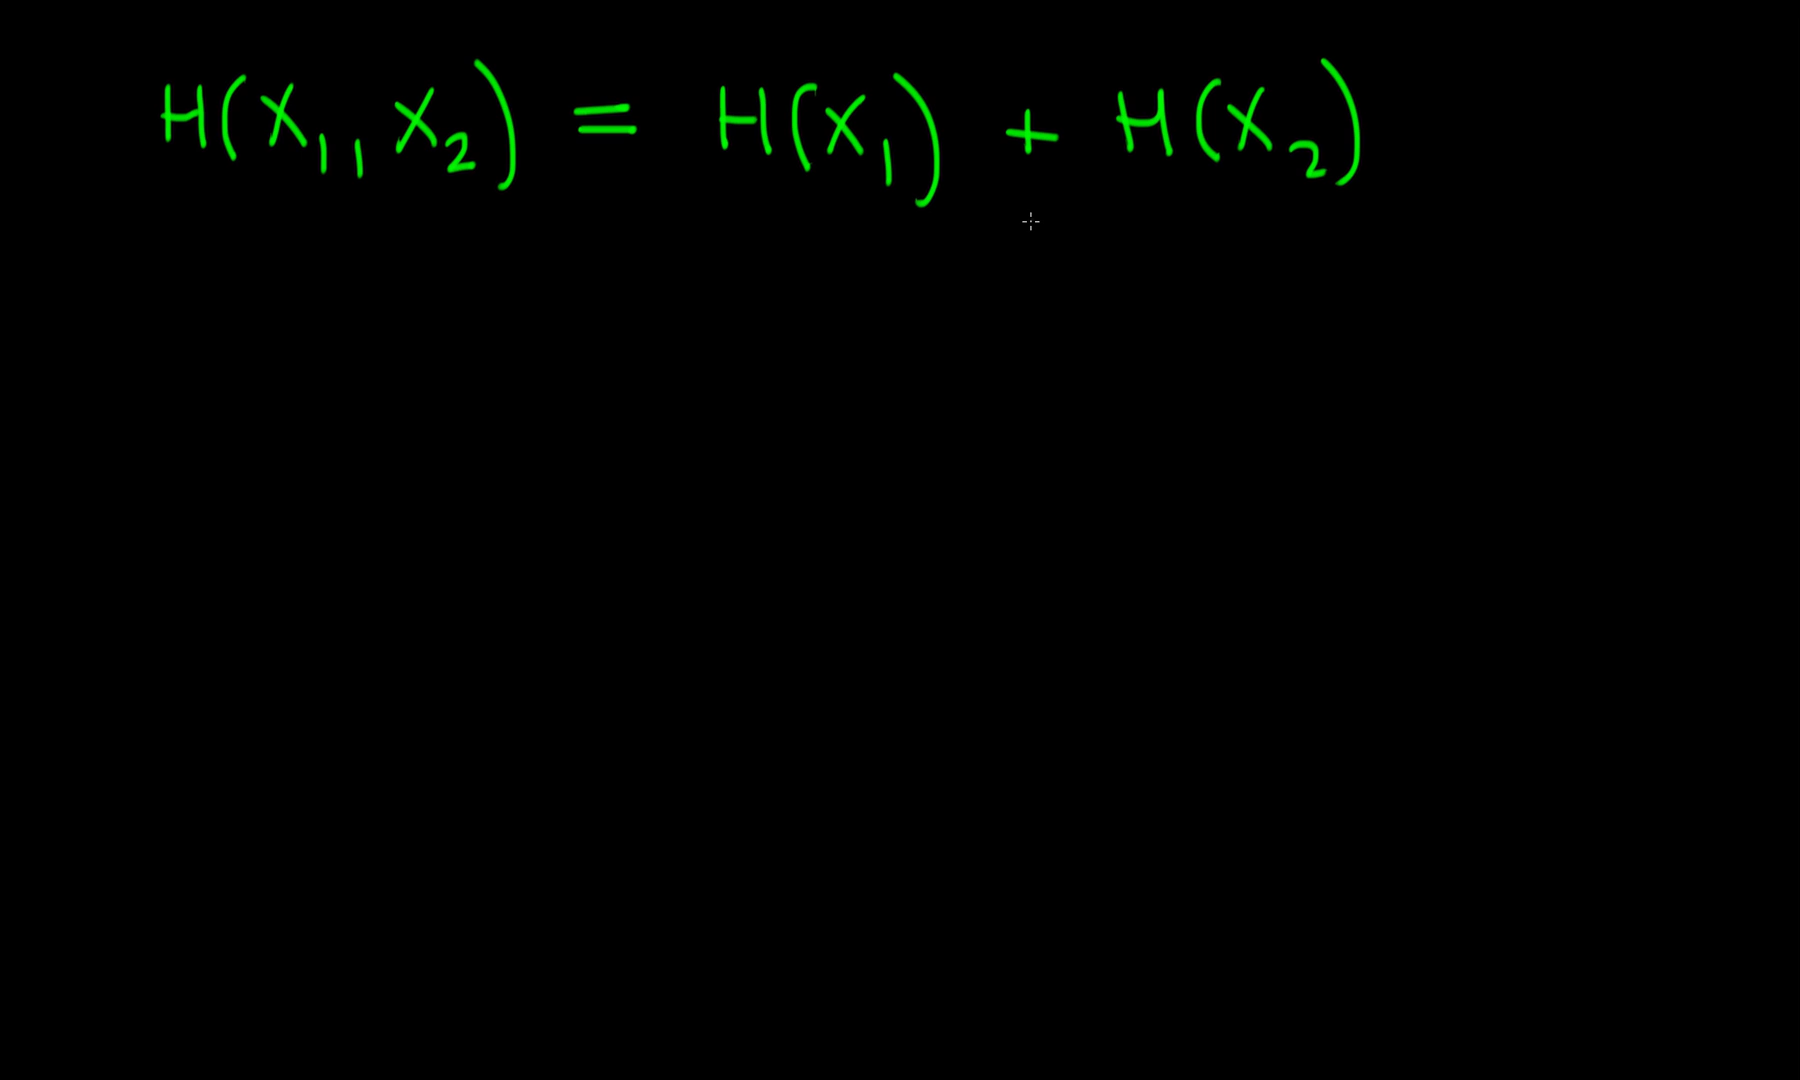 H(X₁, X₂) = H(X₁) + H(X₂)